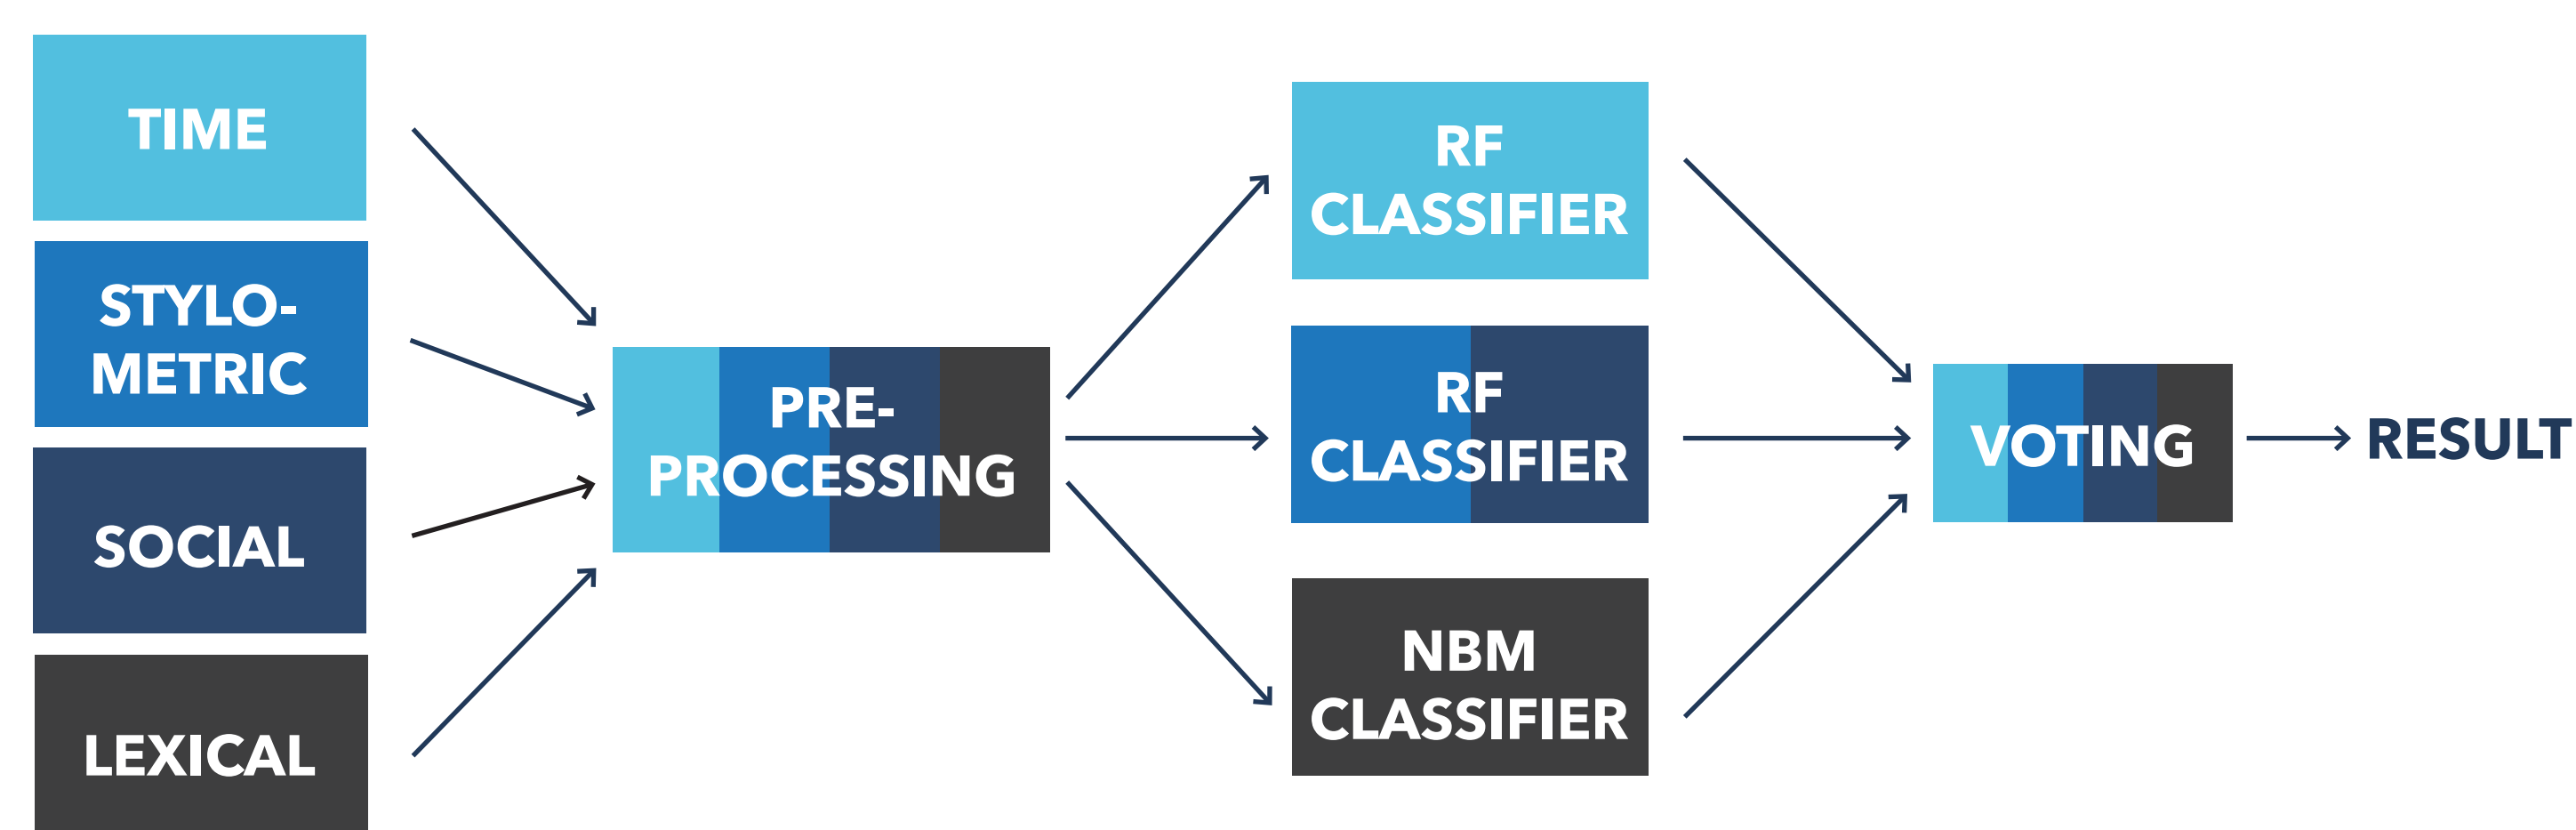 TIME
STYLO-
METRIC
SOCIAL
LEXICAL
PRE-
PROCESSING
RF
CLASSIFIER
RF
CLASSIFIER
NBM
CLASSIFIER
VOTING
RESULT